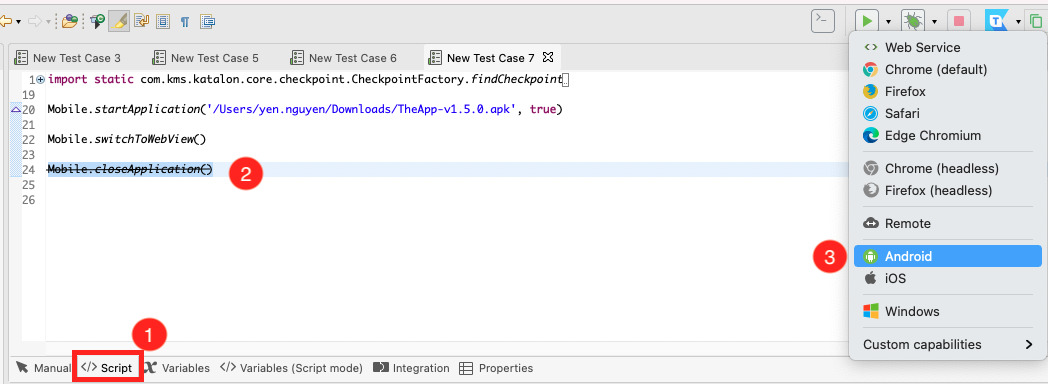 New Test Case 3 New Test Case 5 New Test Case 6 New Test Case 7
1 import static com.kms.katalon.core.checkpoint.CheckpointFactory.findCheckpoint
19
20 Mobile.startApplication('/Users/yen.nguyen/Downloads/TheApp-v1.5.0.apk', true)
21
22 Mobile.switchToWebView()
23
24 Mobile.closeApplication()
25
26
2
1
Manual </> Script X Variables </> Variables (Script mode) Integration Properties
T
<> Web Service
Chrome (default)
Firefox
Safari
Edge Chromium
Chrome (headless)
Firefox (headless)
Remote
3
Android
iOS
Windows
Custom capabilities